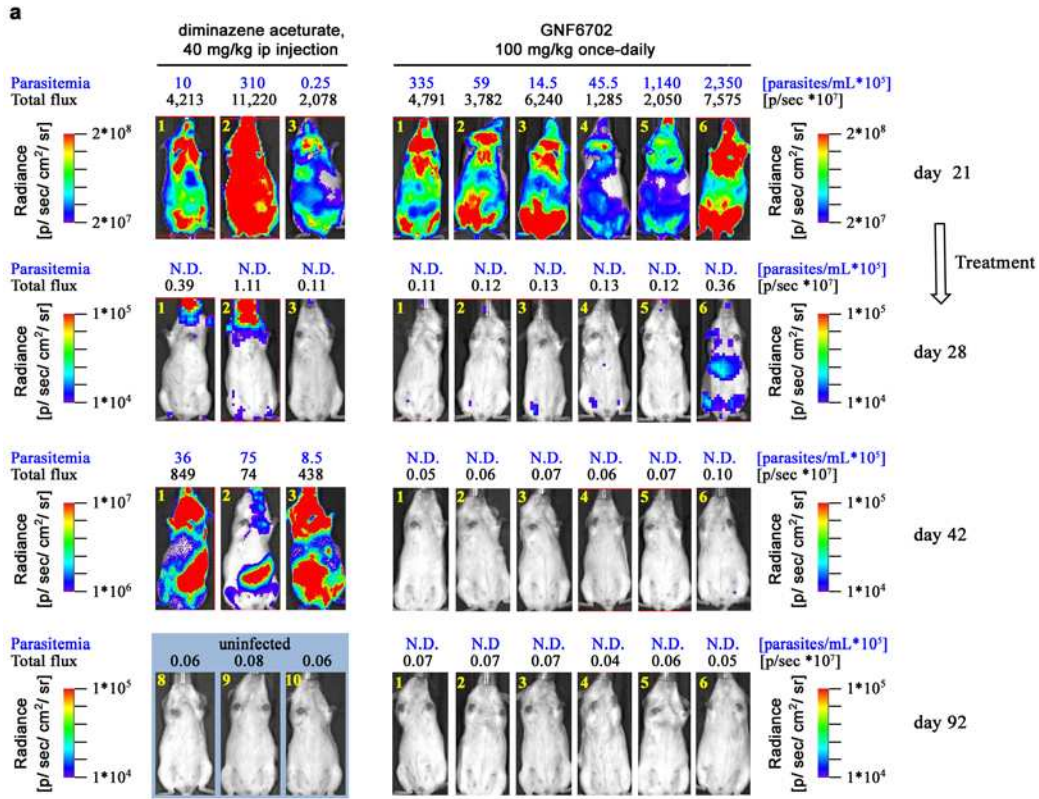 a
diminazene aceturate,
40 mg/kg ip injection
GNF6702
100 mg/kg once-daily
Parasitemia 10 310 0.25 335 59 14.5 45.5 1,140 2,350 [parasites/mL*10⁵]
Total flux 4,213 11,220 2,078 4,791 3,782 6,240 1,285 2,050 7,575 [p/sec *10⁷]
Radiance
[p/ sec/ cm²/ sr]
2*10⁸
2*10⁷
1 2 3 1 2 3 4 5 6
Radiance
[p/ sec/ cm²/ sr]
2*10⁸
2*10⁷
day 21
Treatment
Parasitemia N.D. N.D. N.D. N.D. N.D. N.D. N.D. N.D. N.D. [parasites/mL*10⁵]
Total flux 0.39 1.11 0.11 0.11 0.12 0.13 0.13 0.12 0.36 [p/sec *10⁷]
Radiance
[p/ sec/ cm²/ sr]
1*10⁵
1*10⁴
1 2 3 1 2 3 4 5 6
Radiance
[p/ sec/ cm²/ sr]
1*10⁵
1*10⁴
day 28
Parasitemia 36 75 8.5 N.D. N.D. N.D. N.D. N.D. N.D. [parasites/mL*10⁵]
Total flux 849 74 438 0.05 0.06 0.07 0.06 0.07 0.10 [p/sec *10⁷]
Radiance
[p/ sec/ cm²/ sr]
1*10⁷
1*10⁶
1 2 3 1 2 3 4 5 6
Radiance
[p/ sec/ cm²/ sr]
1*10⁵
1*10⁴
day 42
Parasitemia uninfected N.D. N.D N.D. N.D. N.D. N.D. [parasites/mL*10⁵]
Total flux 0.06 0.08 0.06 0.07 0.07 0.07 0.04 0.06 0.05 [p/sec *10⁷]
Radiance
[p/ sec/ cm²/ sr]
1*10⁵
1*10⁴
8 9 10 1 2 3 4 5 6
Radiance
[p/ sec/ cm²/ sr]
1*10⁵
1*10⁴
day 92